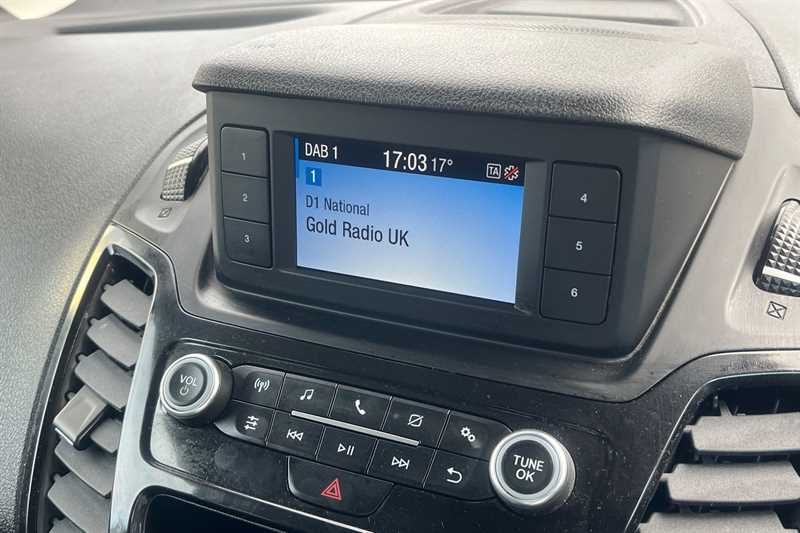 DAB 1 17:03 17° TA
1
D1 National
Gold Radio UK
1
2
3
4
5
6
VOL
TUNE
OK